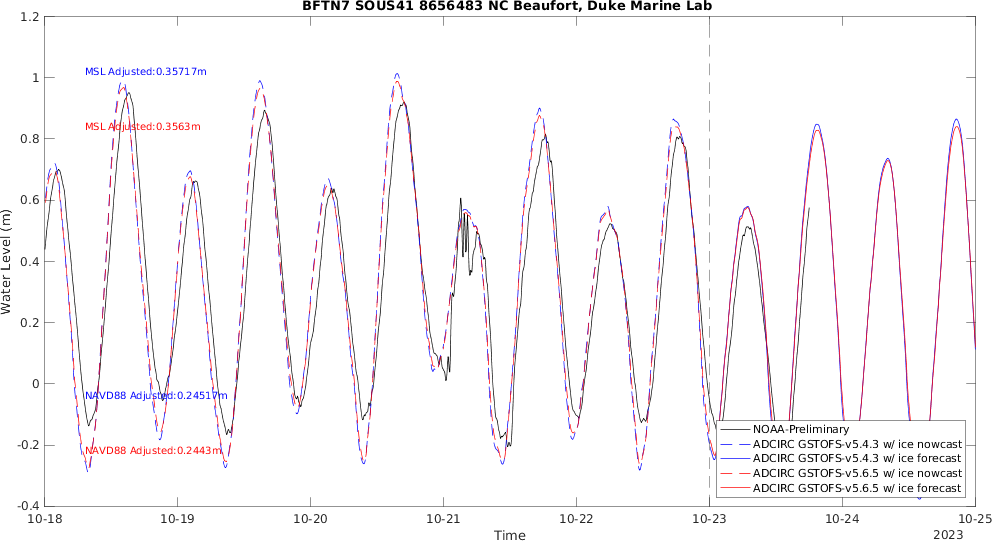 BFTN7 SOUS41 8656483 NC Beaufort, Duke Marine Lab
1.2
1
0.8
0.6
0.4
0.2
0
-0.2
-0.4
Water Level (m)
MSL Adjusted:0.35717m
MSL Adjusted:0.3563m
NAVD88 Adjusted:0.24517m
NAVD88 Adjusted:0.2443m
NOAA-Preliminary
ADCIRC GSTOFS-v5.4.3 w/ ice nowcast
ADCIRC GSTOFS-v5.4.3 w/ ice forecast
ADCIRC GSTOFS-v5.6.5 w/ ice nowcast
ADCIRC GSTOFS-v5.6.5 w/ ice forecast
10-18 10-19 10-20 10-21 10-22 10-23 10-24 10-25
Time
2023